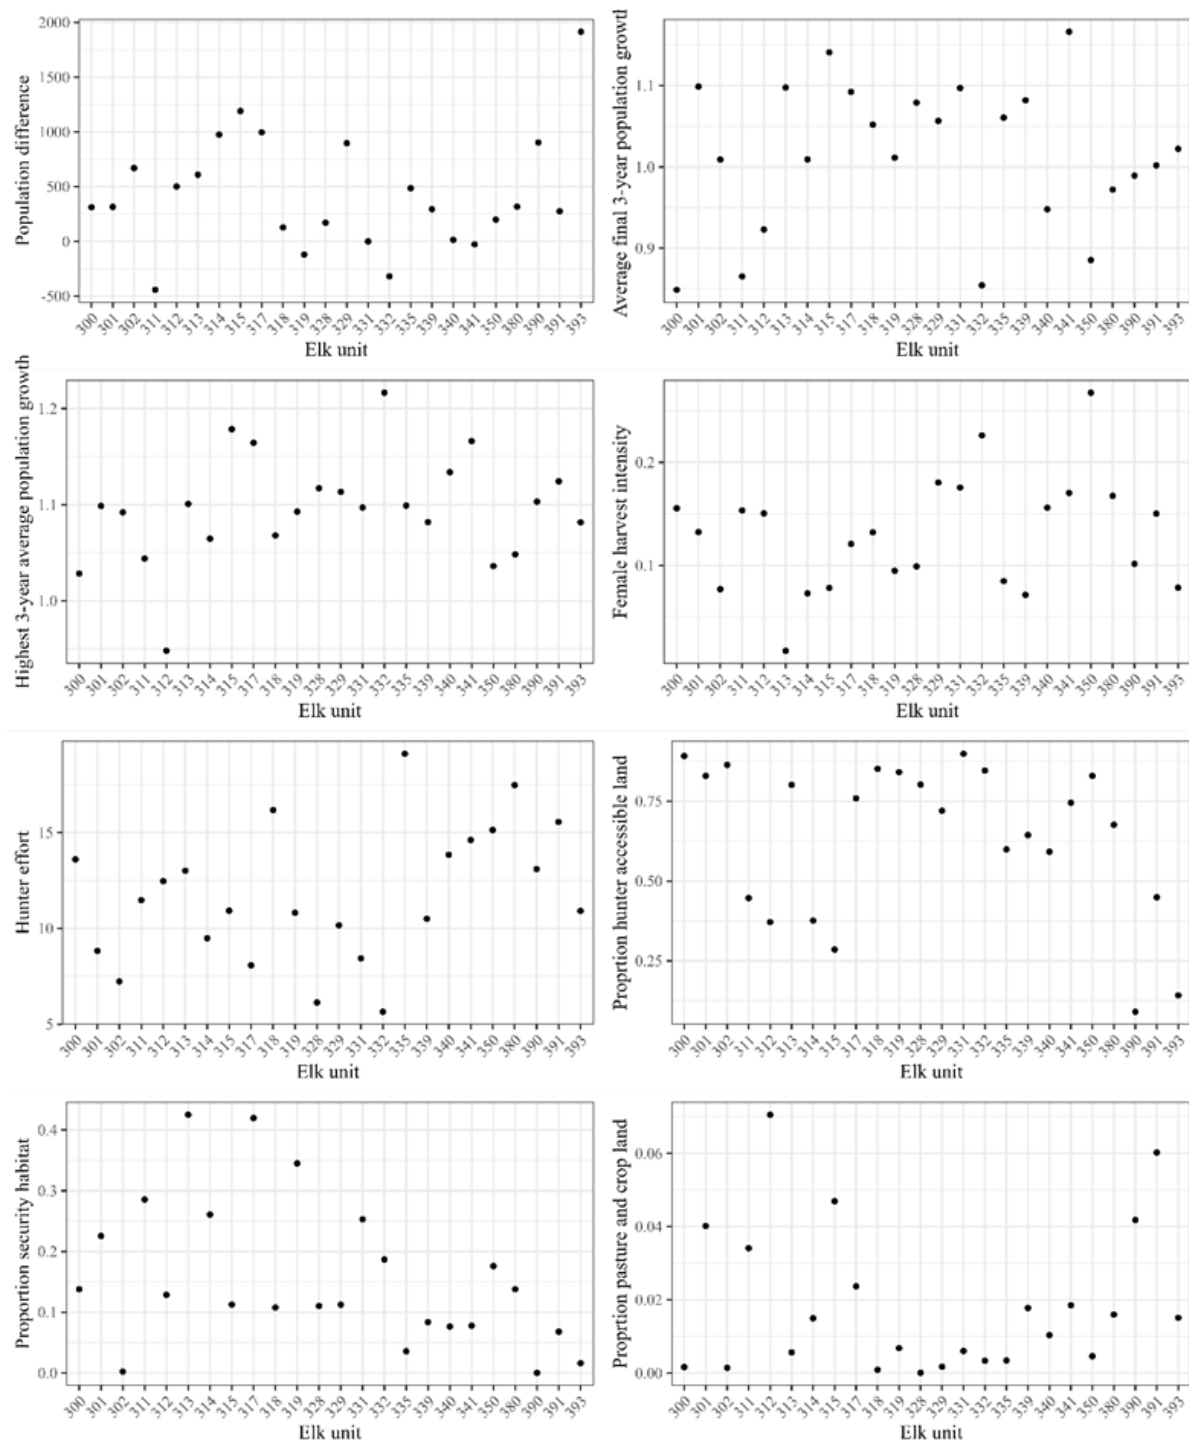 Population difference
2000
1500
1000
500
0
-500
300 301 302 311 312 313 314 315 317 318 319 328 329 331 332 335 339 340 341 350 380 390 391 393
Elk unit
Average final 3-year population growth
1.1
1.0
0.9
300 301 302 311 312 313 314 315 317 318 319 328 329 331 332 335 339 340 341 350 380 390 391 393
Elk unit
Highest 3-year average population growth
1.2
1.1
1.0
300 301 302 311 312 313 314 315 317 318 319 328 329 331 332 335 339 340 341 350 380 390 391 393
Elk unit
Female harvest intensity
0.2
0.1
300 301 302 311 312 313 314 315 317 318 319 328 329 331 332 335 339 340 341 350 380 390 391 393
Elk unit
Hunter effort
15
10
5
300 301 302 311 312 313 314 315 317 318 319 328 329 331 332 335 339 340 341 350 380 390 391 393
Elk unit
Proprtion hunter accessible land
0.75
0.50
0.25
300 301 302 311 312 313 314 315 317 318 319 328 329 331 332 335 339 340 341 350 380 390 391 393
Elk unit
Proportion security habitat
0.4
0.3
0.2
0.1
0.0
300 301 302 311 312 313 314 315 317 318 319 328 329 331 332 335 339 340 341 350 380 390 391 393
Elk unit
Proprtion pasture and crop land
0.06
0.04
0.02
0.00
300 301 302 311 312 313 314 315 317 318 319 328 329 331 332 335 339 340 341 350 380 390 391 393
Elk unit